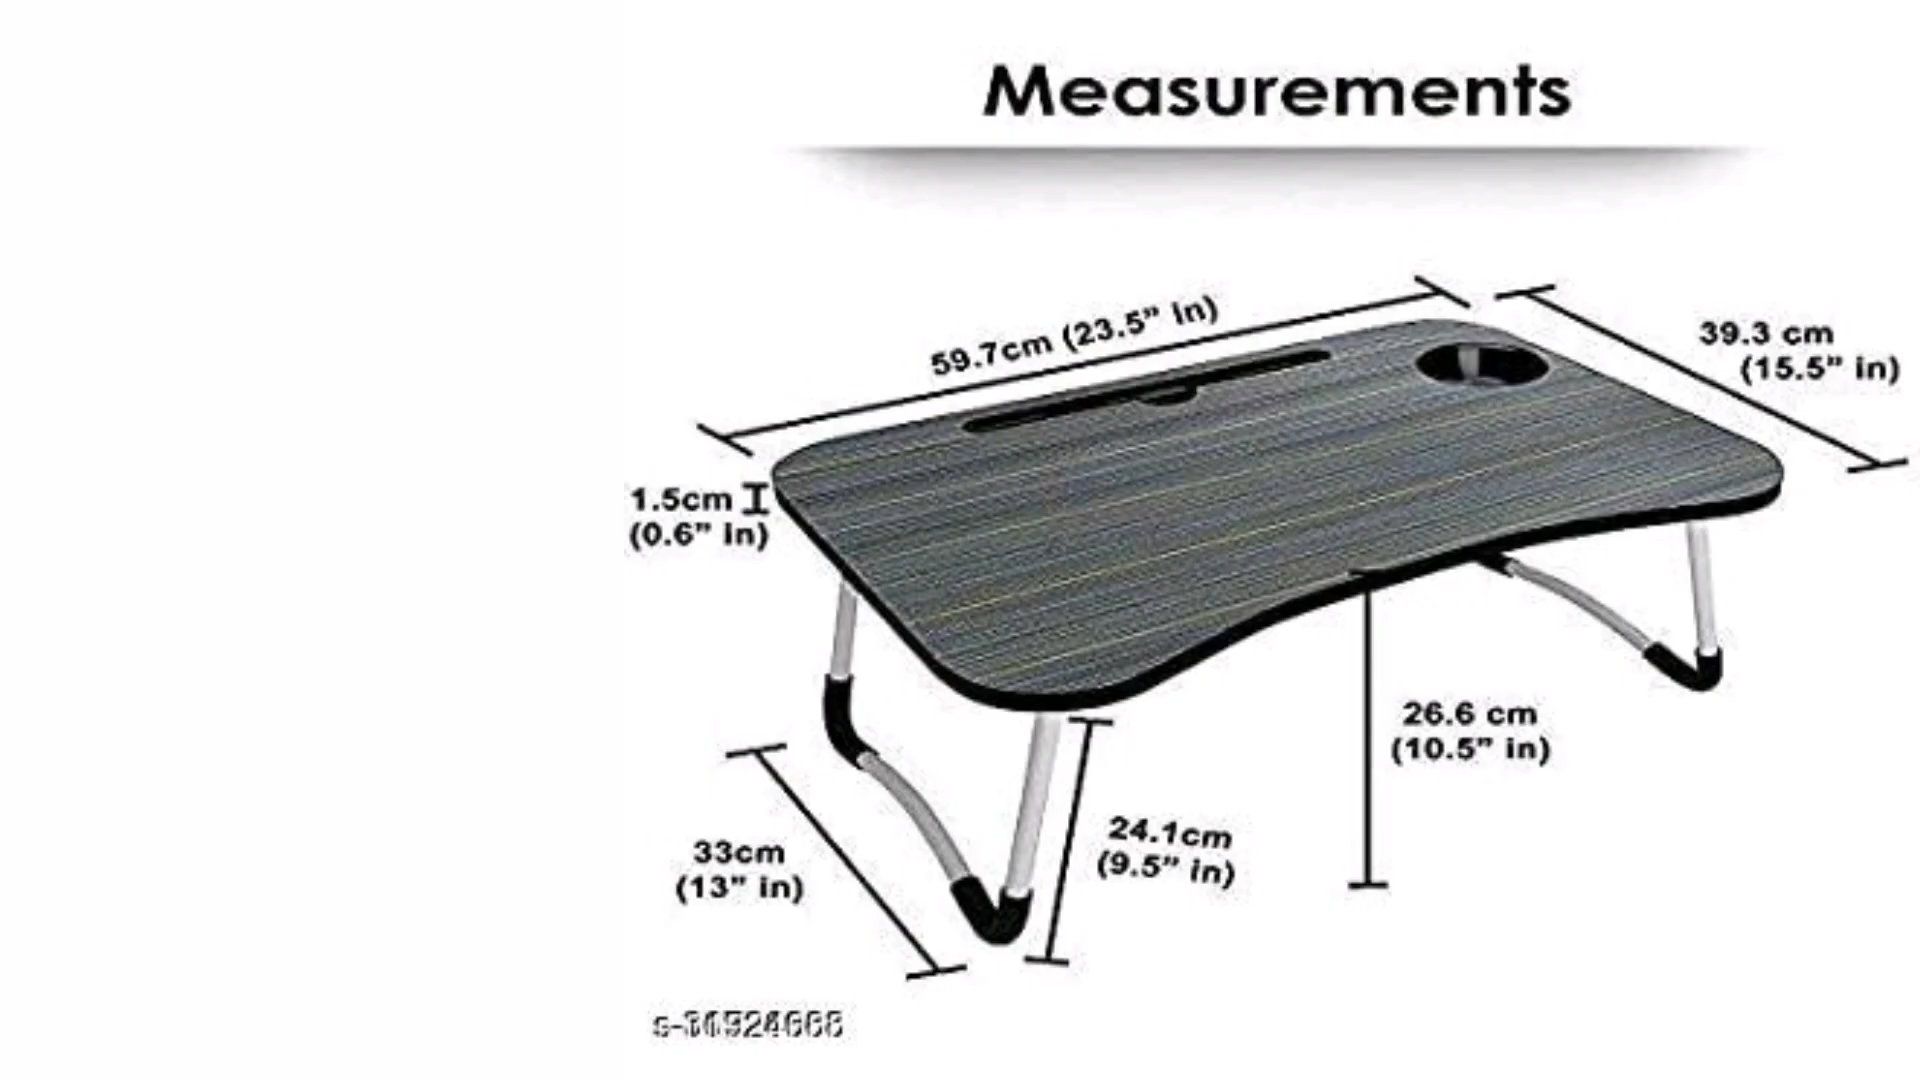 Measurements
59.7cm (23.5” in)
39.3 cm
(15.5” in)
1.5cm
(0.6” in)
26.6 cm
(10.5” in)
24.1cm
(9.5” in)
33cm
(13” in)